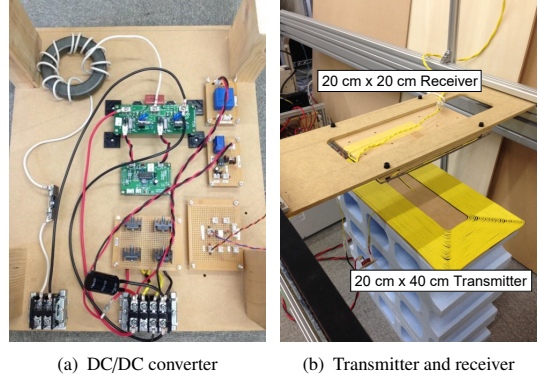 20 cm x 20 cm Receiver
20 cm x 40 cm Transmitter
(a) DC/DC converter
(b) Transmitter and receiver